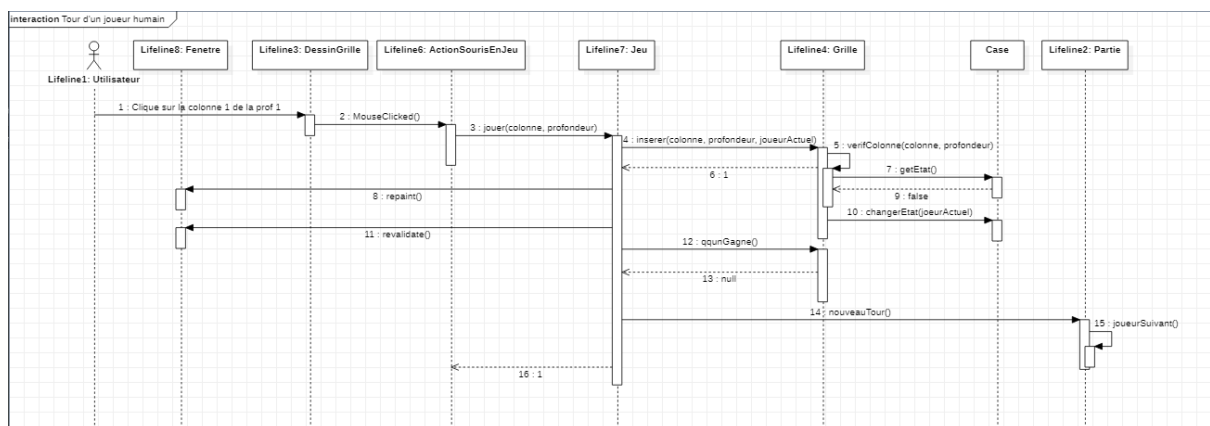 interaction Tour d'un joueur humain
Lifeline1: Utilisateur
Lifeline8: Fenetre
Lifeline3: DessinGrille
Lifeline6: ActionSourisEnJeu
Lifeline7: Jeu
Lifeline4: Grille
Case
Lifeline2: Partie
1 : Clique sur la colonne 1 de la prof 1
2 : MouseClicked()
3 : jouer(colonne, profondeur)
4 : inserer(colonne, profondeur, joueurActuel)
5 : verifColonne(colonne, profondeur)
6 : 1
7 : getEtat()
8 : repaint()
9 : false
10 : changerEtat(joeurActuel)
11 : revalidate()
12 : qqunGagne()
13 : null
14 : nouveauTour()
15 : joueurSuivant()
16 : 1